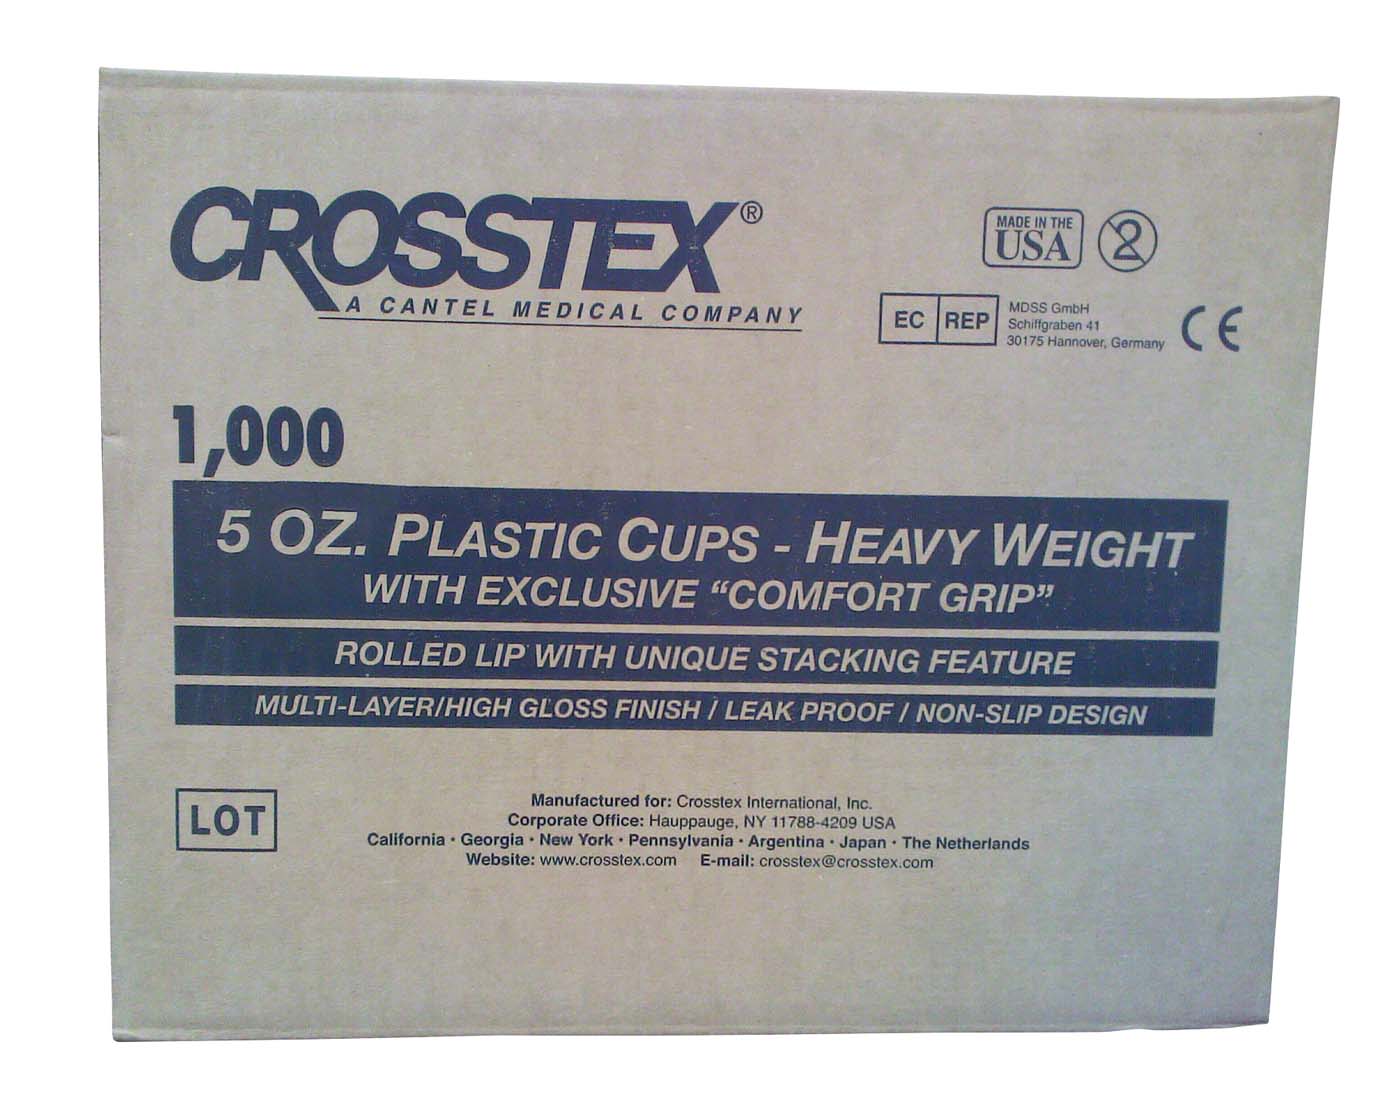 CROSSTEX®
A CANTEL MEDICAL COMPANY
MADE IN THE
USA
2
EC REP
MDSS GmbH
Schiffgraben 41
30175 Hannover, Germany
CE
1,000
5 OZ. PLASTIC CUPS - HEAVY WEIGHT
WITH EXCLUSIVE "COMFORT GRIP"
ROLLED LIP WITH UNIQUE STACKING FEATURE
MULTI-LAYER/HIGH GLOSS FINISH / LEAK PROOF / NON-SLIP DESIGN
LOT
Manufactured for: Crosstex International, Inc.
Corporate Office: Hauppauge, NY 11788-4209 USA
California · Georgia · New York · Pennsylvania · Argentina · Japan · The Netherlands
Website: www.crosstex.com E-mail: crosstex@crosstex.com